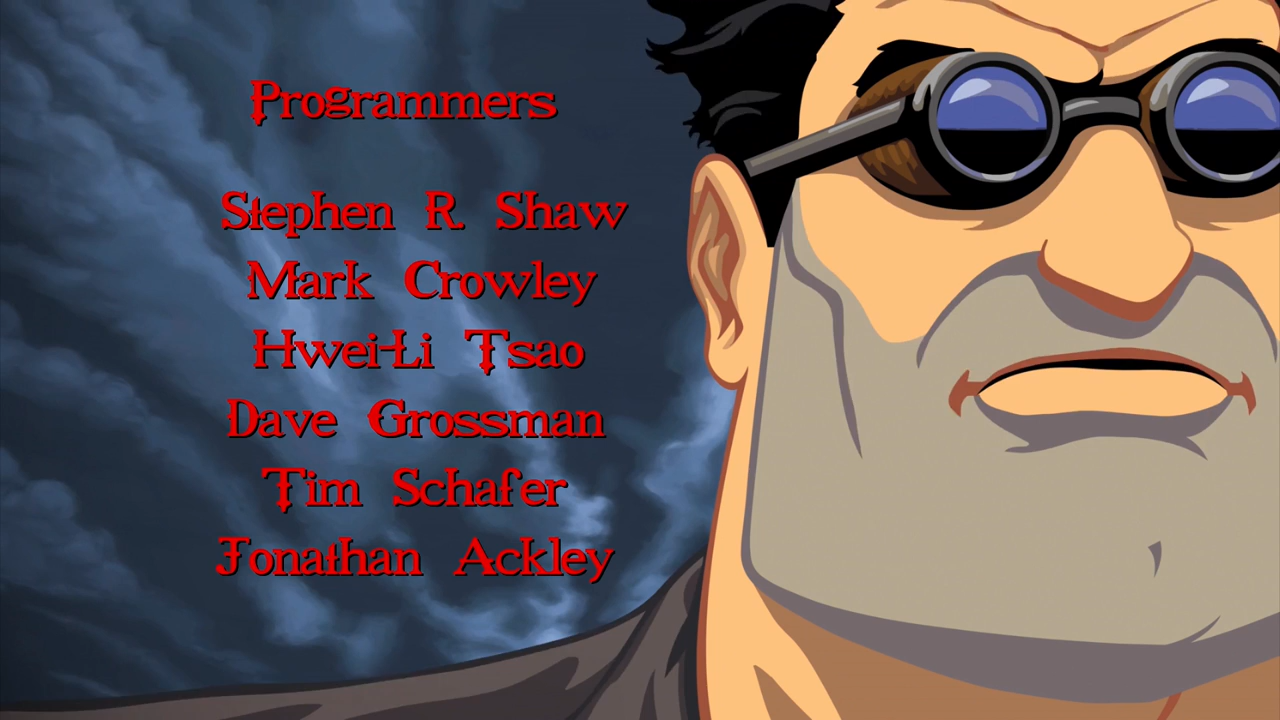 Programmers
Stephen R. Shaw
Mark Crowley
Hwei-Li Tsao
Dave Grossman
Tim Schafer
Jonathan Ackley